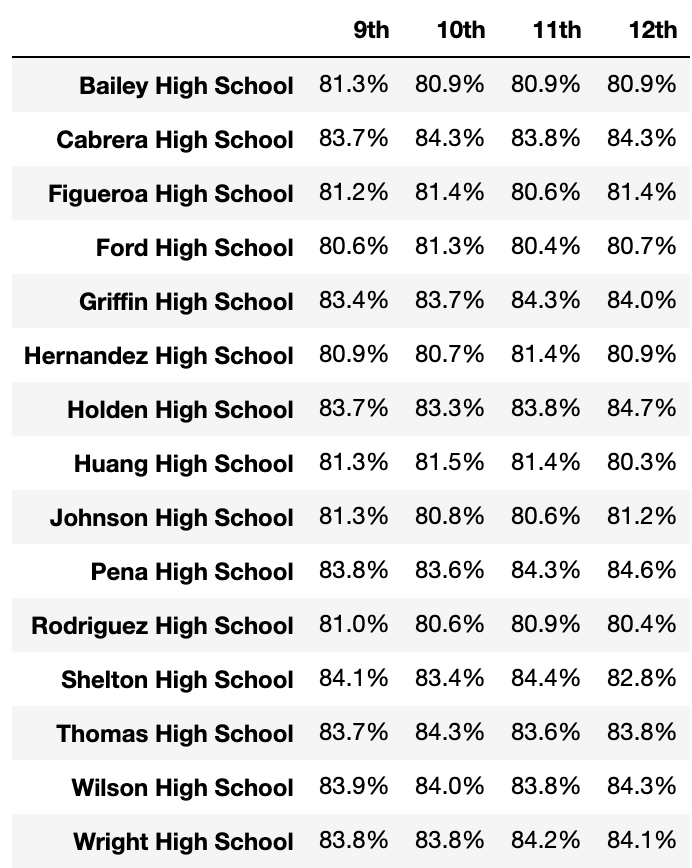 9th 10th 11th 12th
Bailey High School 81.3% 80.9% 80.9% 80.9%
Cabrera High School 83.7% 84.3% 83.8% 84.3%
Figueroa High School 81.2% 81.4% 80.6% 81.4%
Ford High School 80.6% 81.3% 80.4% 80.7%
Griffin High School 83.4% 83.7% 84.3% 84.0%
Hernandez High School 80.9% 80.7% 81.4% 80.9%
Holden High School 83.7% 83.3% 83.8% 84.7%
Huang High School 81.3% 81.5% 81.4% 80.3%
Johnson High School 81.3% 80.8% 80.6% 81.2%
Pena High School 83.8% 83.6% 84.3% 84.6%
Rodriguez High School 81.0% 80.6% 80.9% 80.4%
Shelton High School 84.1% 83.4% 84.4% 82.8%
Thomas High School 83.7% 84.3% 83.6% 83.8%
Wilson High School 83.9% 84.0% 83.8% 84.3%
Wright High School 83.8% 83.8% 84.2% 84.1%